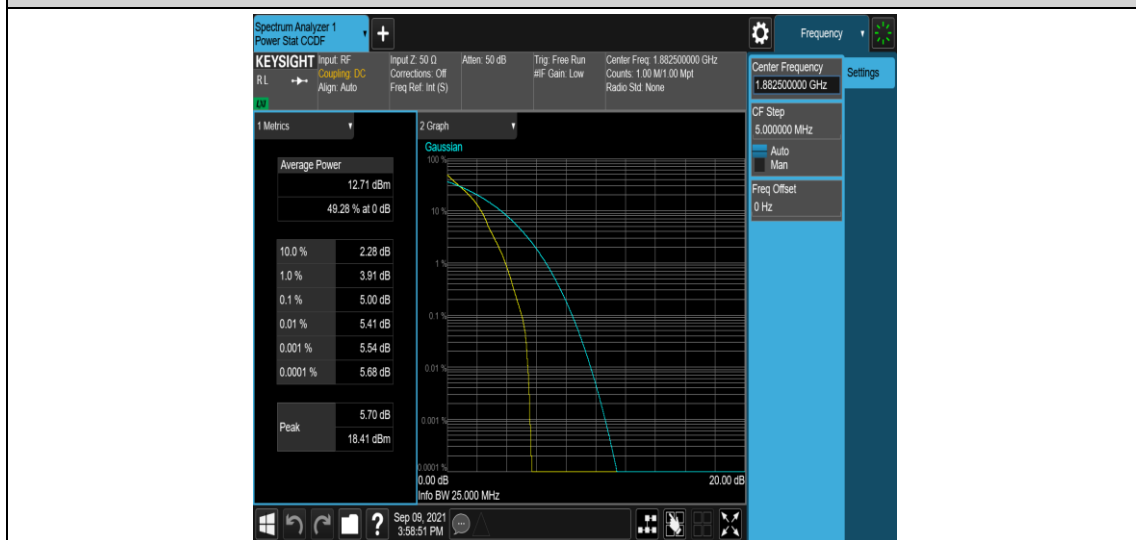 Spectrum Analyzer 1
Power Stat CCDF
Frequency
KEYSIGHT
RL
LXI
Input: RF
Coupling: DC
Align: Auto
Input Z: 50 Ω
Corrections: Off
Freq Ref: Int (S)
Atten: 50 dB
Trig: Free Run
#IF Gain: Low
Center Freq: 1.882500000 GHz
Counts: 1.00 M/1.00 Mpt
Radio Std: None
Center Frequency
1.882500000 GHz
Settings
CF Step
5.000000 MHz
Auto
Man
Freq Offset
0 Hz
1 Metrics
Average Power
12.71 dBm
49.28 % at 0 dB
10.0 % 2.28 dB
1.0 % 3.91 dB
0.1 % 5.00 dB
0.01 % 5.41 dB
0.001 % 5.54 dB
0.0001 % 5.68 dB
Peak
5.70 dB
18.41 dBm
2 Graph
Gaussian
100 %
10 %
1 %
0.1 %
0.01 %
0.001 %
0.0001 %
0.00 dB 20.00 dB
Info BW 25.000 MHz
?
Sep 09, 2021
3:58:51 PM